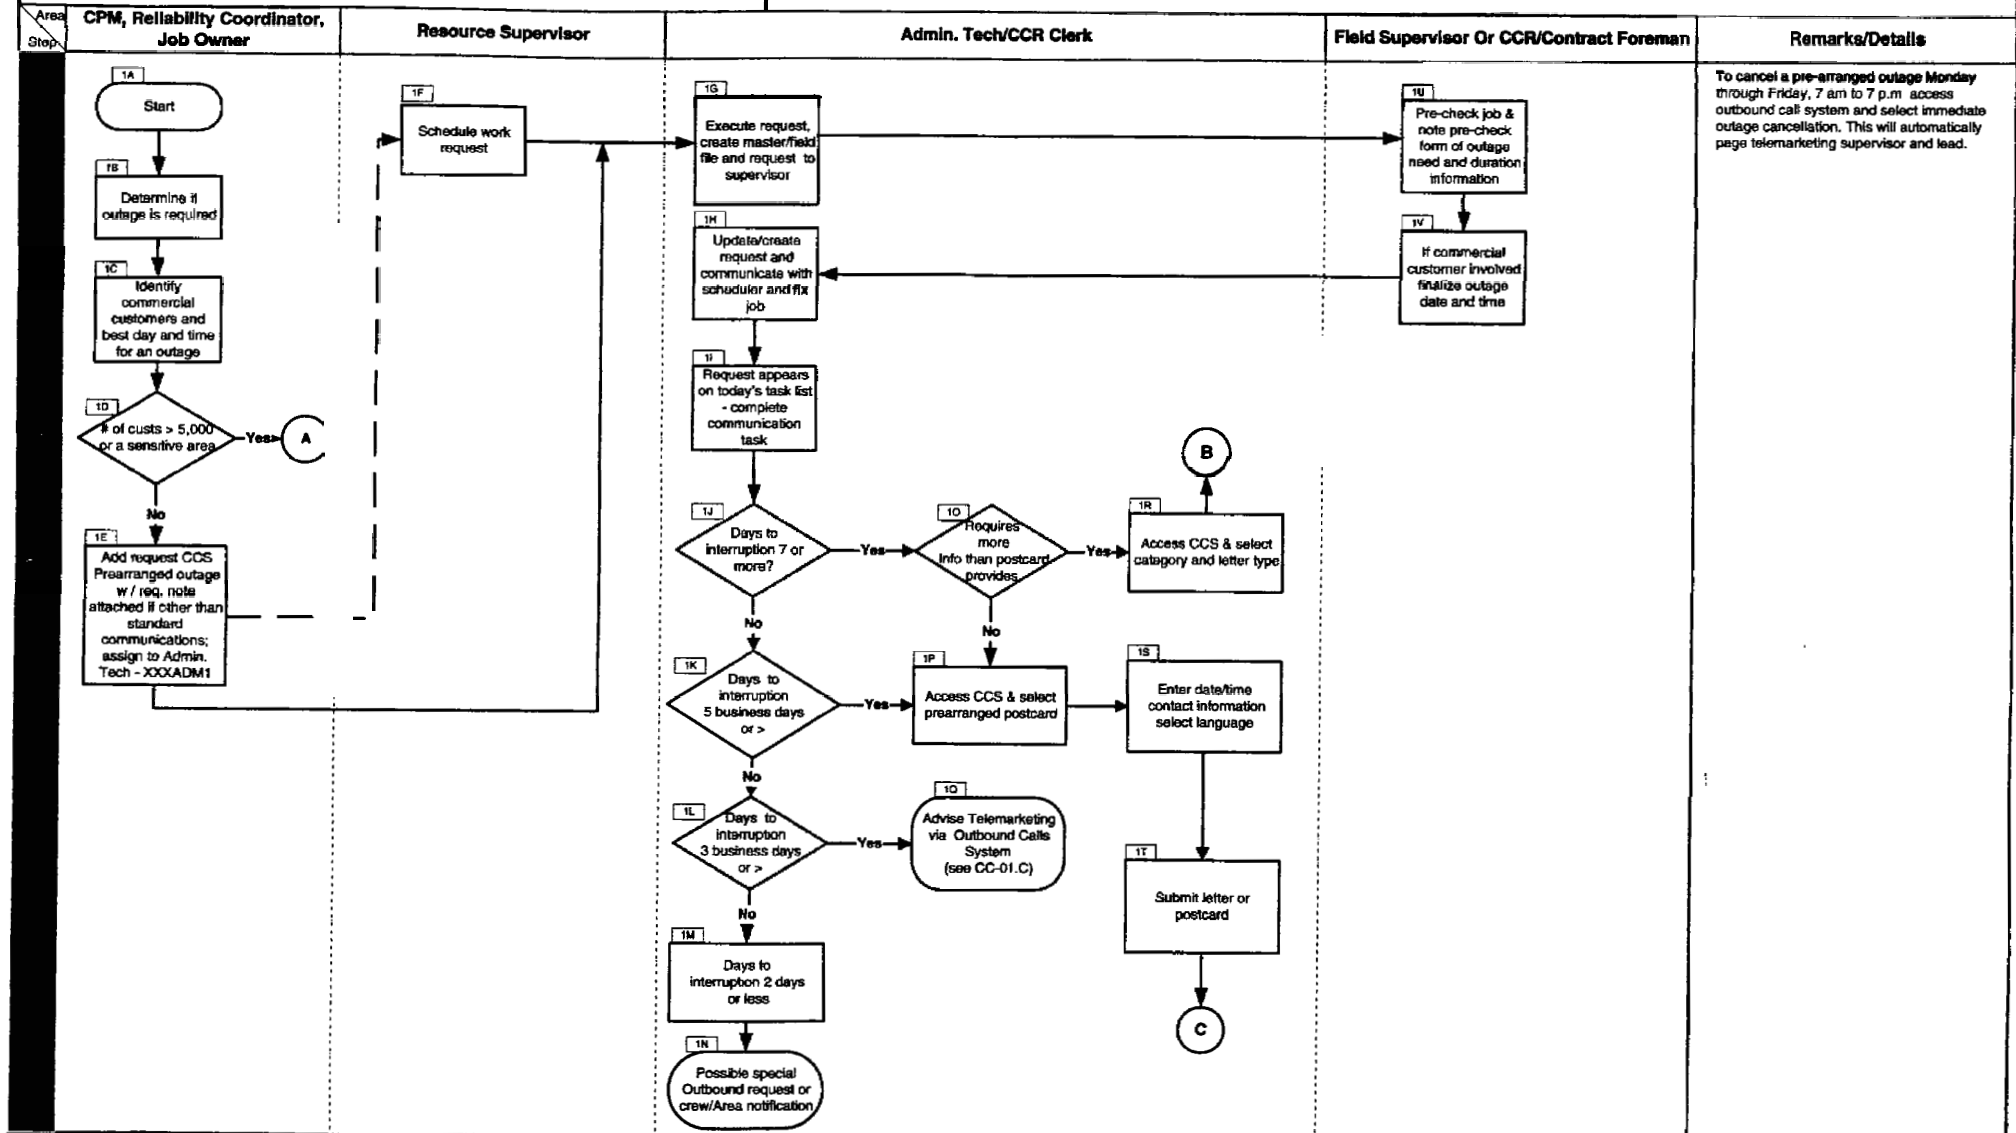 Area
Step
CPM, Reliability Coordinator,
Job Owner
Resource Supervisor
Admin. Tech/CCR Clerk
Field Supervisor Or CCR/Contract Foreman
Remarks/Details
1A
Start
1B
Determine if
outage is required
1C
Identify
commercial
customers and
best day and time
for an outage
1D
# of custs > 5,000
or a sensitive area
Yes
A
No
1E
Add request CCS
Prearranged outage
w / req. note
attached if other than
standard
communications;
assign to Admin.
Tech - XXXADM1
1F
Schedule work
request
1G
Execute request,
create master/field
file and request to
supervisor
1H
Update/create
request and
communicate with
scheduler and fix
job
1I
Request appears
on today's task list
- complete
communication
task
1J
Days to
interruption 7 or
more?
Yes
No
1K
Days to
interruption
5 business days
or >
Yes
No
1L
Days to
interruption
3 business days
or >
Yes
No
1M
Days to
interruption 2 days
or less
1N
Possible special
Outbound request or
crew/Area notification
1O
Requires
more
Info than postcard
provides
Yes
No
1P
Access CCS & select
prearranged postcard
1Q
Advise Telemarketing
via Outbound Calls
System
(see CC-01.C)
B
1R
Access CCS & select
category and letter type
1S
Enter date/time
contact information
select language
1T
Submit letter or
postcard
C
1U
Pre-check job &
note pre-check
form of outage
need and duration
information
1V
If commercial
customer involved
finalize outage
date and time
To cancel a pre-arranged outage Monday
through Friday, 7 am to 7 p.m access
outbound call system and select immediate
outage cancellation. This will automatically
page telemarketing supervisor and lead.